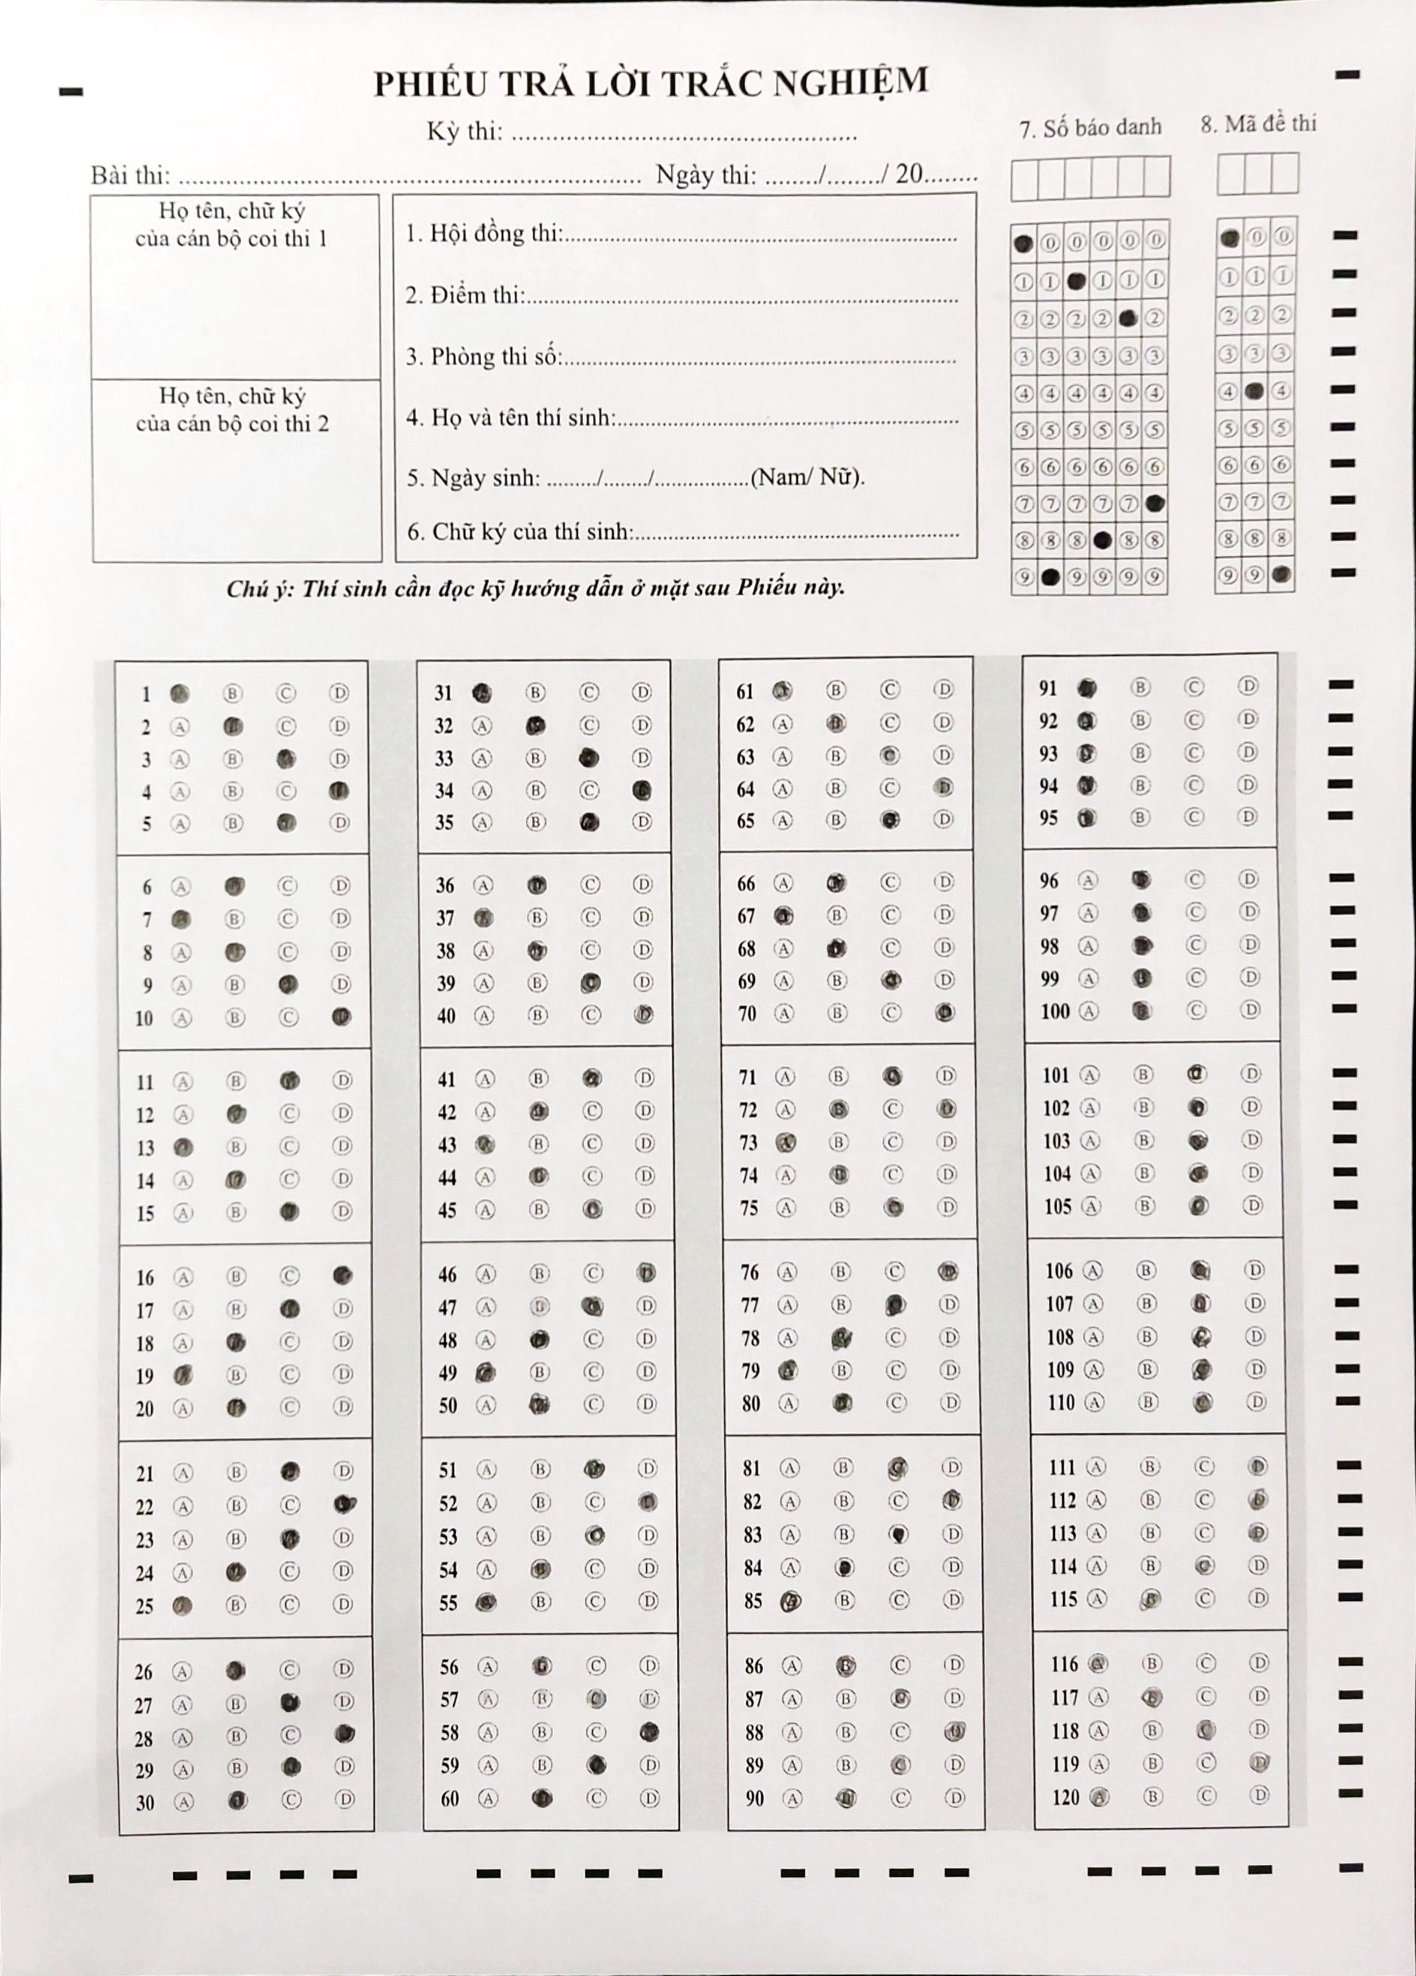 PHIẾU TRẢ LỜI TRẮC NGHIỆM
Kỳ thi: ...................................................
7. Số báo danh
8. Mã đề thi
Bài thi: .................................................................... Ngày thi: ......../......../ 20........
Họ tên, chữ ký
của cán bộ coi thi 1
Họ tên, chữ ký
của cán bộ coi thi 2
1. Hội đồng thi:..........................................................
2. Điểm thi:................................................................
3. Phòng thi số:..........................................................
4. Họ và tên thí sinh:..................................................
5. Ngày sinh: ........./......../.................(Nam/ Nữ).
6. Chữ ký của thí sinh:................................................
0 0 0 0 0
1 1 1 1 1
2 2 2 2 2
3 3 3 3 3 3
4 4 4 4 4 4
5 5 5 5 5 5
6 6 6 6 6 6
7 7 7 7 7
8 8 8 8 8
9 9 9 9 9
0 0
1 1 1
2 2 2
3 3 3
4 4
5 5 5
6 6 6
7 7 7
8 8 8
9 9
Chú ý: Thí sinh cần đọc kỹ hướng dẫn ở mặt sau Phiếu này.
1 B C D
2 A C D
3 A B D
4 A B C
5 A B D
6 A C D
7 B C D
8 A C D
9 A B D
10 A B C
11 A B D
12 A C D
13 B C D
14 A C D
15 A B D
16 A B C
17 A B D
18 A C D
19 B C D
20 A C D
21 A B D
22 A B C
23 A B D
24 A C D
25 B C D
26 A C D
27 A B D
28 A B C
29 A B D
30 A C D
31 B C D
32 A C D
33 A B D
34 A B C
35 A B D
36 A C D
37 B C D
38 A C D
39 A B C D
40 A B C D
41 A B D
42 A C D
43 B C D
44 A C D
45 A B C D
46 A B C D
47 A B D
48 A C D
49 B C D
50 A C D
51 A B D
52 A B C D
53 A B C D
54 A B C D
55 A B C D
56 A C D
57 A B C D
58 A B C
59 A B D
60 A C D
61 B C D
62 A B C D
63 A B C D
64 A B C D
65 A B D
66 A C D
67 B C D
68 A C D
69 A B D
70 A B C
71 A B D
72 A B C D
73 A B C D
74 A C D
75 A B C D
76 A B C D
77 A B D
78 A B C D
79 A B C D
80 A C D
81 A B C D
82 A B C D
83 A B D
84 A C D
85 A B C D
86 A B C D
87 A B C D
88 A B C
89 A B C D
90 A C D
91 B C D
92 B C D
93 B C D
94 B C D
95 B C D
96 A C D
97 A C D
98 A C D
99 A C D
100 A C D
101 A B D
102 A B D
103 A B D
104 A B D
105 A B D
106 A B D
107 A B D
108 A B D
109 A B D
110 A B D
111 A B C D
112 A B C
113 A B C D
114 A B C D
115 A B C D
116 A B C D
117 A B C D
118 A B C D
119 A B C D
120 A B C D